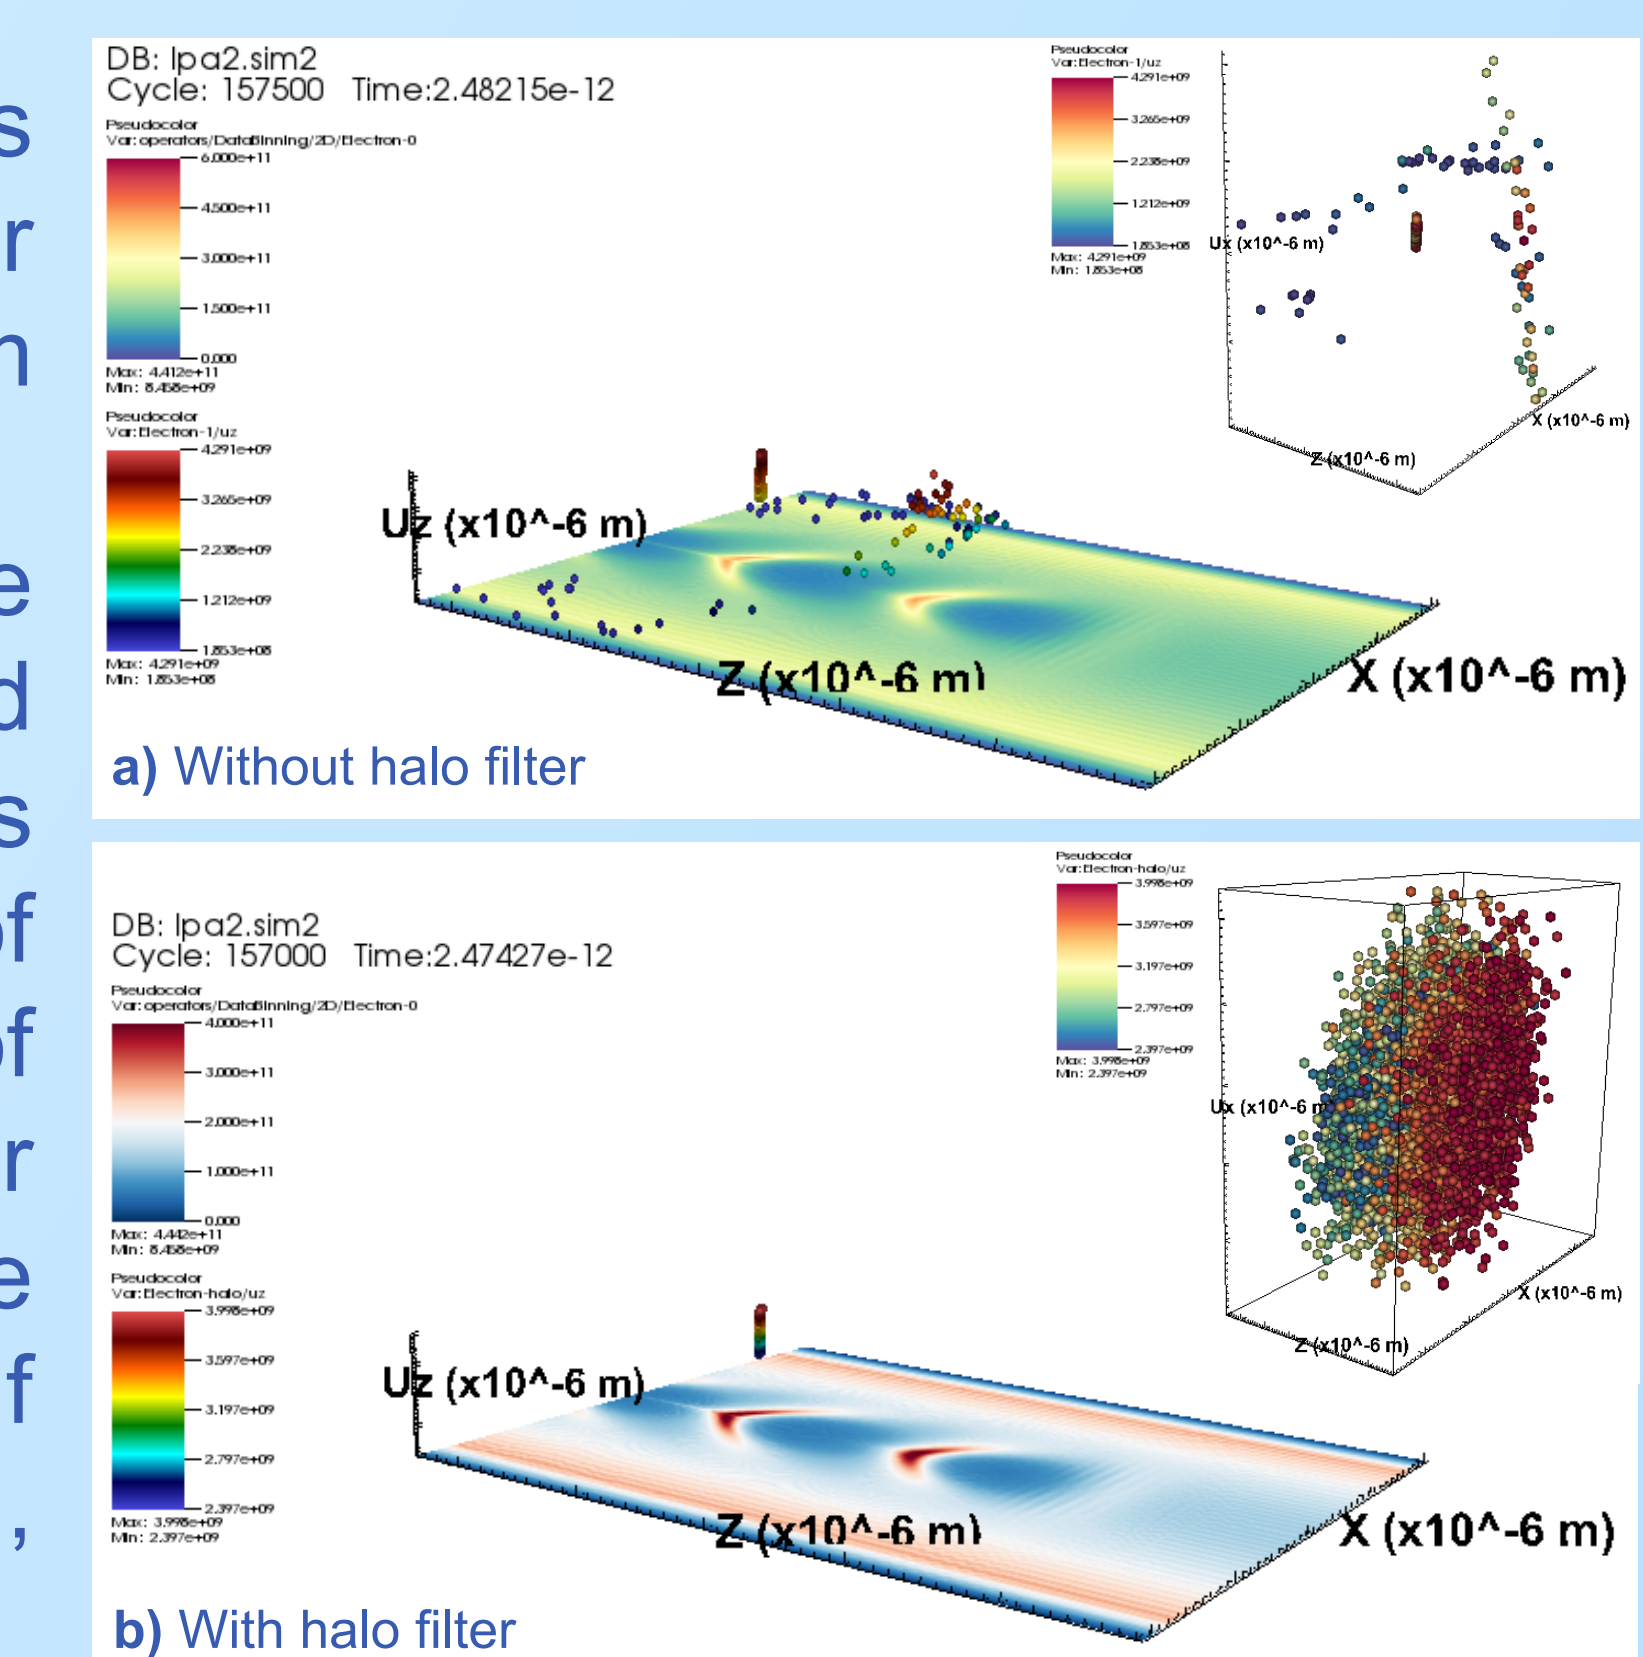 s
r
n
e
d
s
of
of
r
e
f
,
DB: lpa2.sim2
Cycle: 157500 Time:2.48215e-12
Pseudocolor
Var: operators/DataBinning/2D/Electron-0
6.000e+11
4.500e+11
3.000e+11
1.500e+11
0.000
Max: 4.412e+11
Min: 8.458e+09
Pseudocolor
Var: Electron-1/uz
4.291e+09
3.265e+09
2.238e+09
1.212e+09
1.853e+08
Max: 4.291e+09
Min: 1.853e+08
Pseudocolor
Var: Electron-1/uz
4.291e+09
3.265e+09
2.238e+09
1.212e+09
1.853e+08
Max: 4.291e+09
Min: 1.853e+08
Ux (x10^-6 m)
X (x10^-6 m)
Z (x10^-6 m)
Uz (x10^-6 m)
Z (x10^-6 m)
X (x10^-6 m)
a) Without halo filter
DB: lpa2.sim2
Cycle: 157000 Time:2.47427e-12
Pseudocolor
Var: operators/DataBinning/2D/Electron-0
4.000e+11
3.000e+11
2.000e+11
1.000e+11
0.000
Max: 4.442e+11
Min: 8.458e+09
Pseudocolor
Var: Electron-halo/uz
3.998e+09
3.597e+09
3.197e+09
2.797e+09
2.397e+09
Max: 3.998e+09
Min: 2.397e+09
Pseudocolor
Var: Electron-halo/uz
3.998e+09
3.597e+09
3.197e+09
2.797e+09
2.397e+09
Max: 3.998e+09
Min: 2.397e+09
Ux (x10^-6 m)
X (x10^-6 m)
Z (x10^-6 m)
Uz (x10^-6 m)
Z (x10^-6 m)
X (x10^-6 m)
b) With halo filter